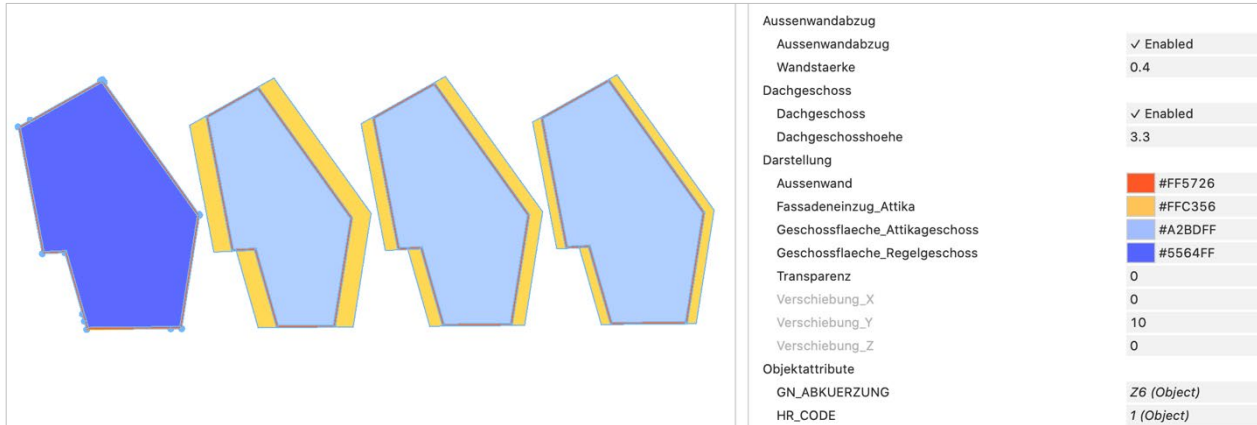 Aussenwandabzug
Aussenwandabzug ✓ Enabled
Wandstaerke 0.4
Dachgeschoss
Dachgeschoss ✓ Enabled
Dachgeschosshoehe 3.3
Darstellung
Aussenwand #FF5726
Fassadeneinzug_Attika #FFC356
Geschossflaeche_Attikageschoss #A2BDFF
Geschossflaeche_Regelgeschoss #5564FF
Transparenz 0
Verschiebung_X 0
Verschiebung_Y 10
Verschiebung_Z 0
Objektattribute
GN_ABKUERZUNG Z6 (Object)
HR_CODE 1 (Object)